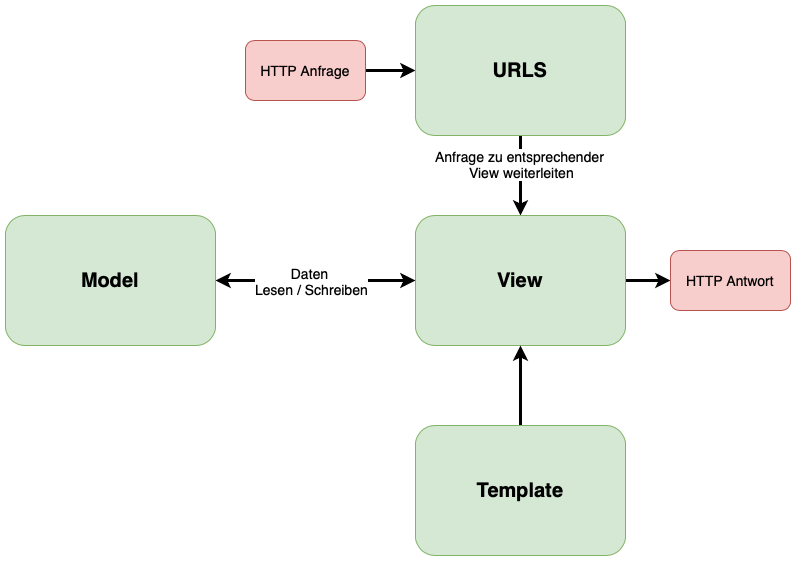 HTTP Anfrage
URLS
Anfrage zu entsprechender
View weiterleiten
Model
Daten
Lesen / Schreiben
View
HTTP Antwort
Template